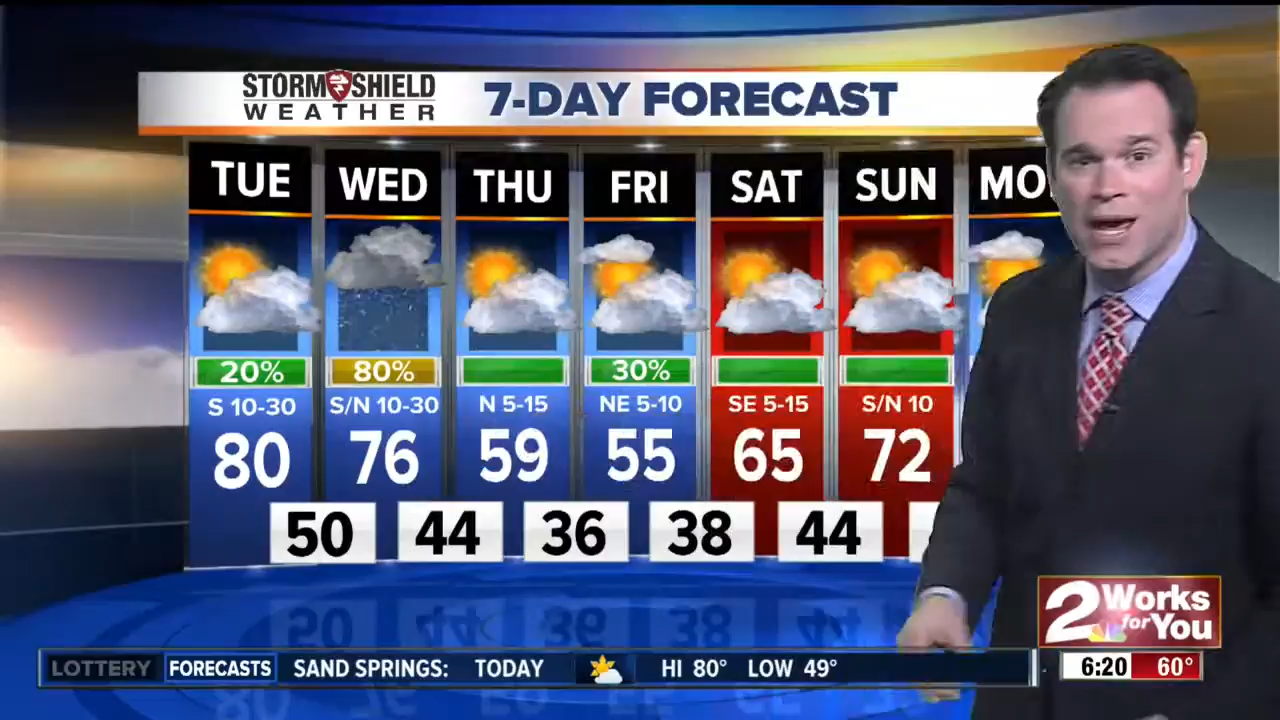 STORM SHIELD
WEATHER
7-DAY FORECAST
TUE WED THU FRI SAT SUN
20% 80% 30%
S 10-30 S/N 10-30 N 5-15 NE 5-10 SE 5-15 S/N 10
80 76 59 55 65 72
50 44 36 38 44
2 Works
for You
LOTTERY FORECASTS SAND SPRINGS: TODAY HI 80° LOW 49°
6:20 60°